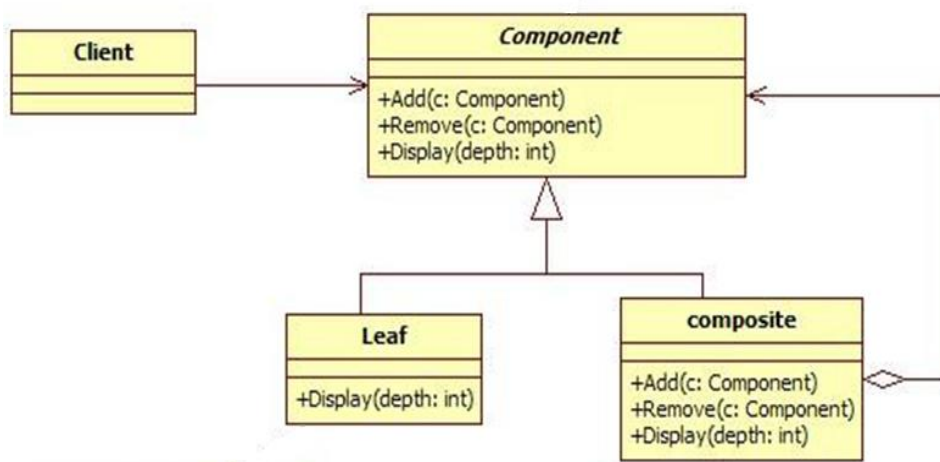 Client
Component
+Add(c: Component)
+Remove(c: Component)
+Display(depth: int)
Leaf
+Display(depth: int)
composite
+Add(c: Component)
+Remove(c: Component)
+Display(depth: int)